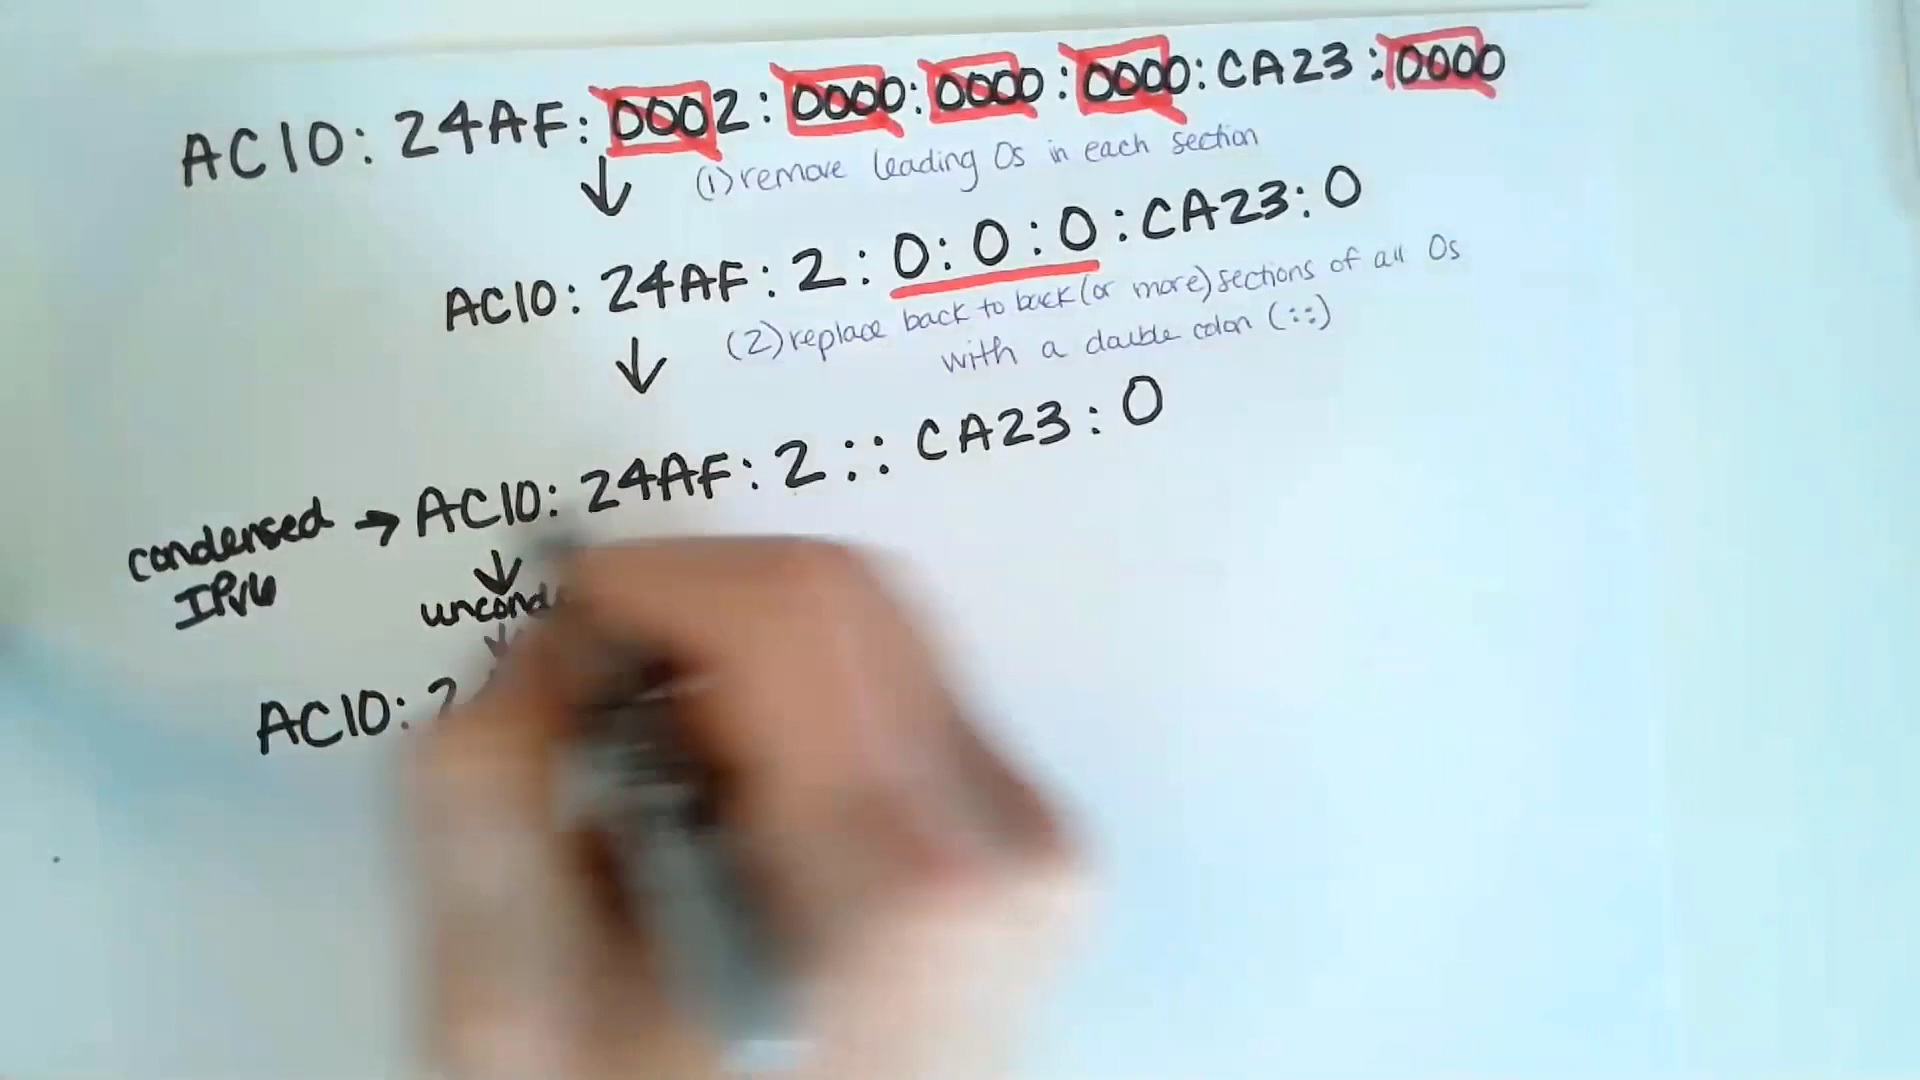 AC10:24AF:0002:0000:0000:0000:CA23:0000
(1) remove leading 0s in each section
AC10:24AF:2:0:0:0:CA23:0
(2) replace back to back (or more) sections of all 0s
with a double colon (::)
AC10:24AF:2::CA23:0
condensed →
IPv6
uncond
AC10:2